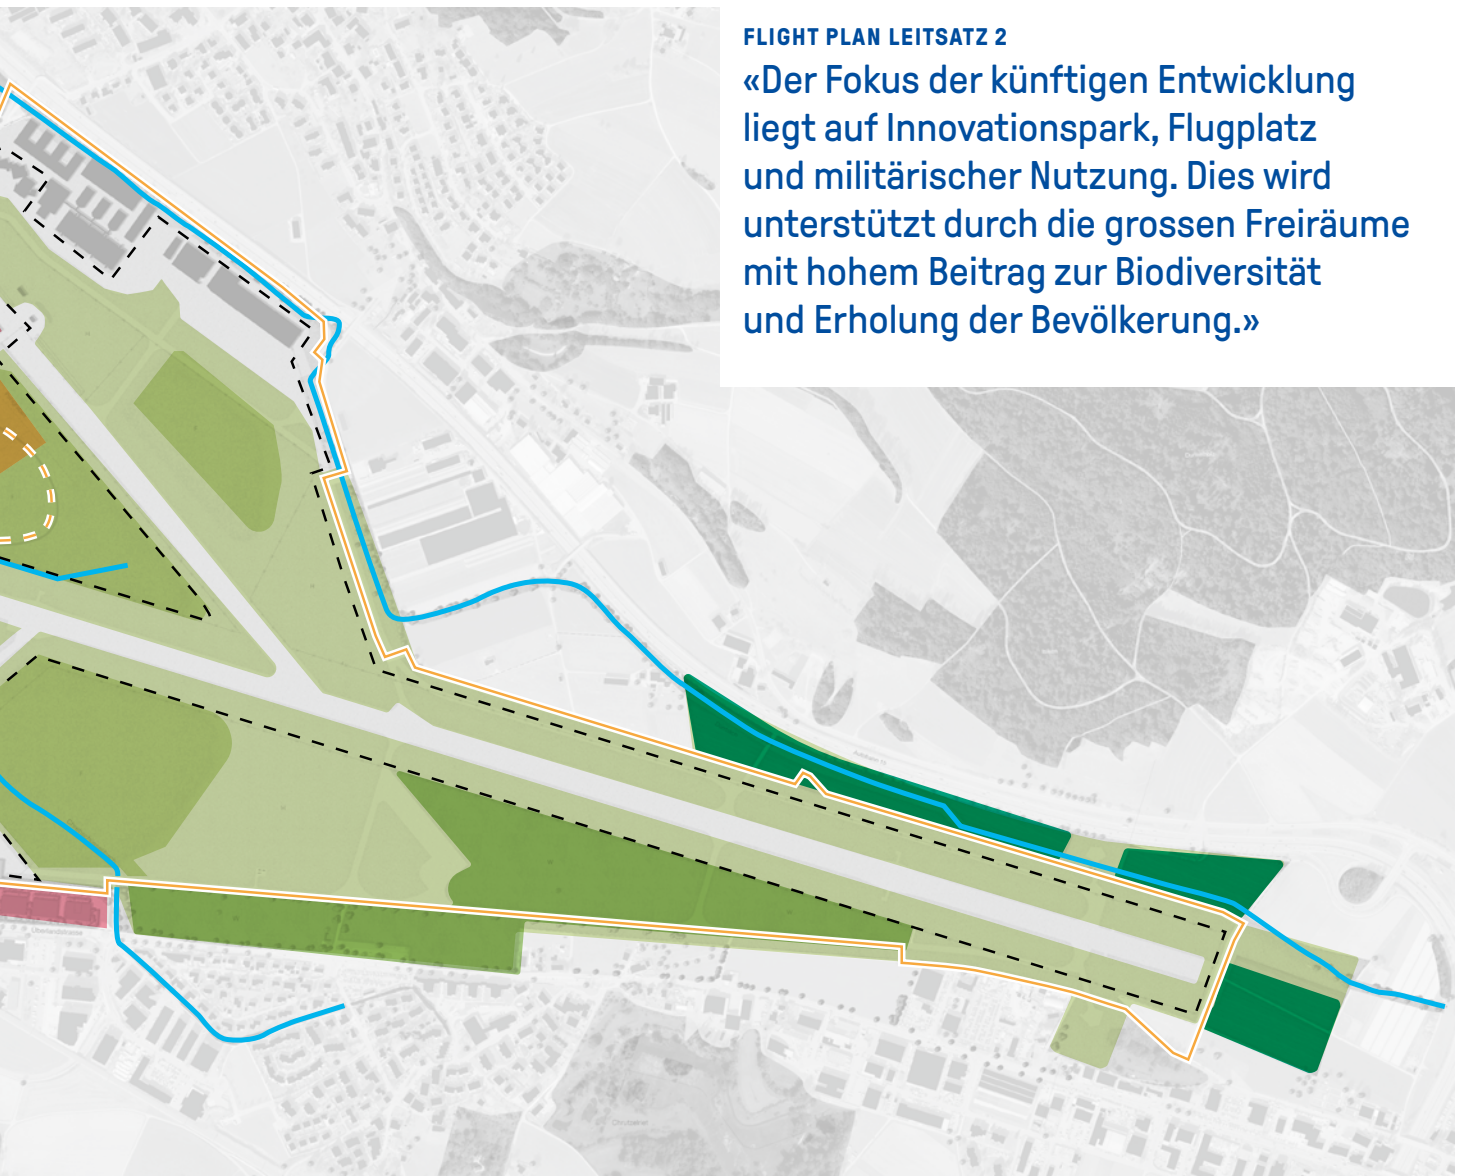 FLIGHT PLAN LEITSATZ 2
«Der Fokus der künftigen Entwicklung
liegt auf Innovationspark, Flugplatz
und militärischer Nutzung. Dies wird
unterstützt durch die grossen Freiräume
mit hohem Beitrag zur Biodiversität
und Erholung der Bevölkerung.»